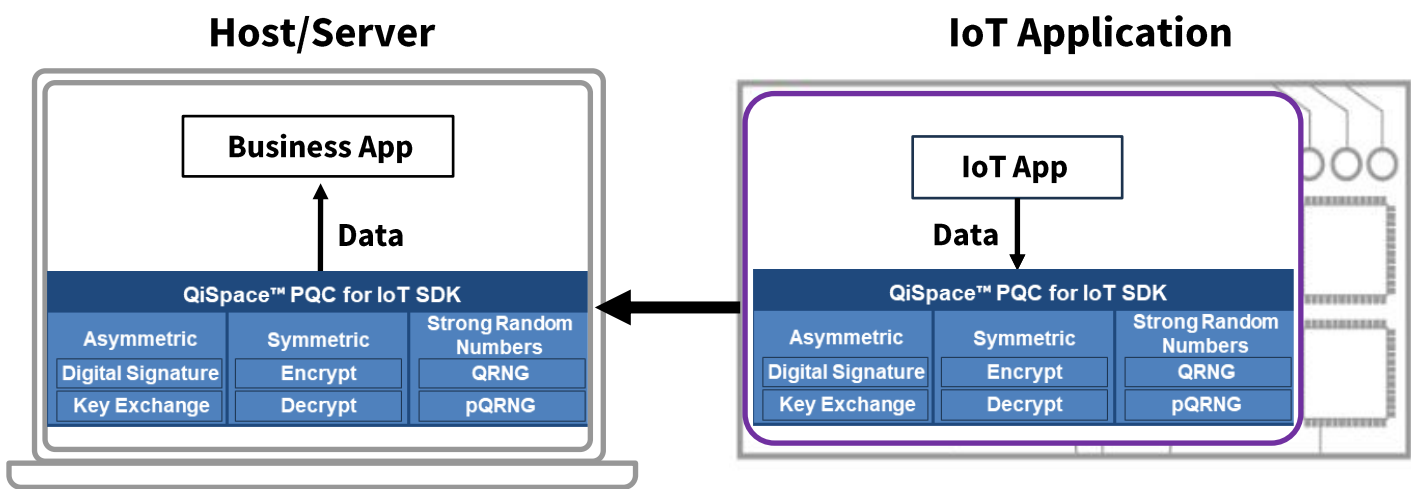 Host/Server
Business App
Data
QiSpace™ PQC for IoT SDK
Asymmetric
Digital Signature
Key Exchange
Symmetric
Encrypt
Decrypt
Strong Random
Numbers
QRNG
pQRNG
IoT Application
IoT App
Data
QiSpace™ PQC for IoT SDK
Asymmetric
Digital Signature
Key Exchange
Symmetric
Encrypt
Decrypt
Strong Random
Numbers
QRNG
pQRNG